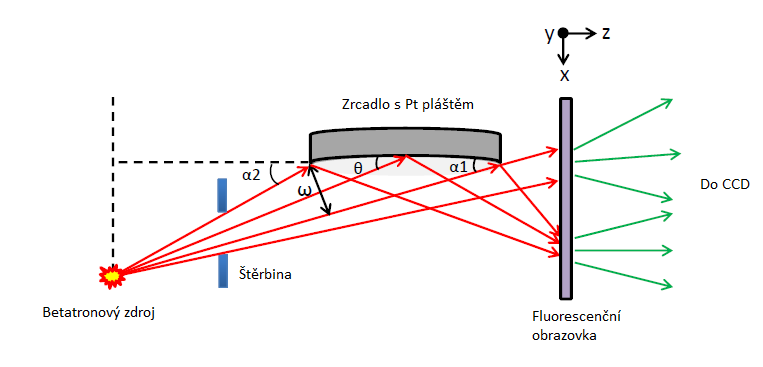 y
z
x
Zrcadlo s Pt pláštěm
α2
θ
α1
ω
Do CCD
Štěrbina
Betatronový zdroj
Fluorescenční
obrazovka